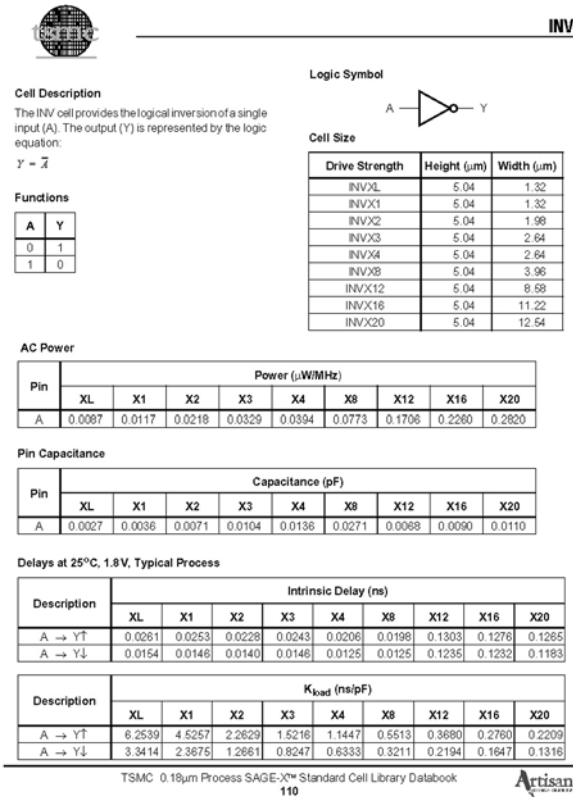 tsmc
INV
Cell Description
The INV cell provides the logical inversion of a single
input (A). The output (Y) is represented by the logic
equation:
Y = A̅
Functions
A Y
0 1
1 0
Logic Symbol
A Y
Cell Size
Drive Strength Height (μm) Width (μm)
INVXL 5.04 1.32
INVX1 5.04 1.32
INVX2 5.04 1.98
INVX3 5.04 2.64
INVX4 5.04 2.64
INVX8 5.04 3.96
INVX12 5.04 8.58
INVX16 5.04 11.22
INVX20 5.04 12.54
AC Power
Pin Power (μW/MHz)
XL X1 X2 X3 X4 X8 X12 X16 X20
A 0.0087 0.0117 0.0218 0.0329 0.0394 0.0773 0.1706 0.2260 0.2820
Pin Capacitance
Pin Capacitance (pF)
XL X1 X2 X3 X4 X8 X12 X16 X20
A 0.0027 0.0036 0.0071 0.0104 0.0136 0.0271 0.0068 0.0090 0.0110
Delays at 25°C, 1.8V, Typical Process
Description Intrinsic Delay (ns)
XL X1 X2 X3 X4 X8 X12 X16 X20
A → Y↑ 0.0261 0.0253 0.0228 0.0243 0.0206 0.0198 0.1303 0.1276 0.1265
A → Y↓ 0.0154 0.0146 0.0140 0.0146 0.0125 0.0125 0.1235 0.1232 0.1183
Description Kload (ns/pF)
XL X1 X2 X3 X4 X8 X12 X16 X20
A → Y↑ 6.2539 4.5257 2.2629 1.5216 1.1447 0.5513 0.3680 0.2760 0.2209
A → Y↓ 3.3414 2.3675 1.2661 0.8247 0.6333 0.3211 0.2194 0.1647 0.1316
TSMC 0.18μm Process SAGE-X™ Standard Cell Library Databook
110
Artisan